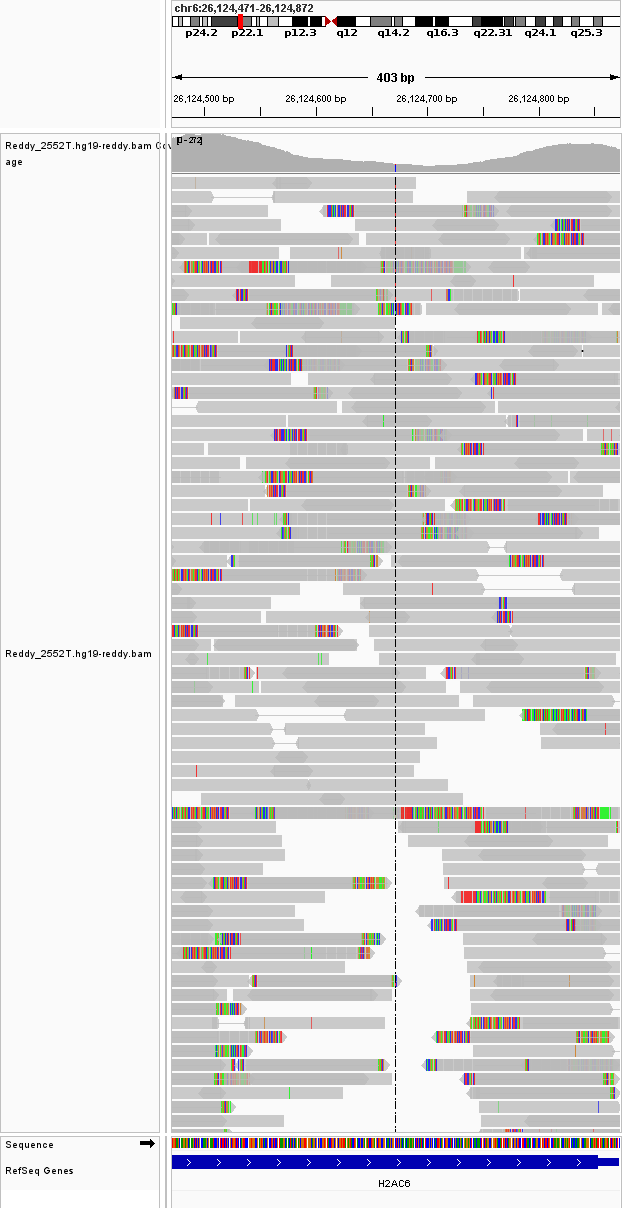 chr6:26,124,471-26,124,872
p24.2 p22.1 p12.3 q12 q14.2 q16.3 q22.31 q24.1 q25.3
403 bp
26,124,500 bp 26,124,600 bp 26,124,700 bp 26,124,800 bp
Reddy_2552T.hg19-reddy.bam Cov
age
[0 - 272]
Reddy_2552T.hg19-reddy.bam
Sequence
RefSeq Genes
H2AC6